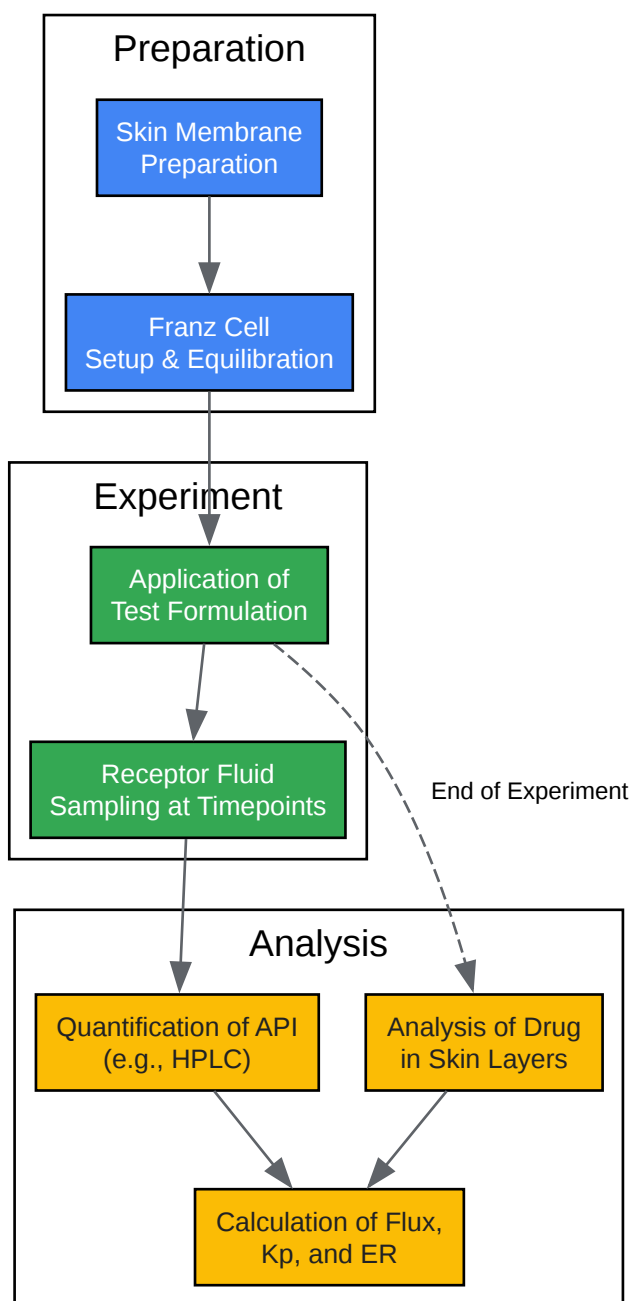 Preparation
Skin Membrane
Preparation
Franz Cell
Setup & Equilibration
Experiment
Application of
Test Formulation
Receptor Fluid
Sampling at Timepoints
End of Experiment
Analysis
Quantification of API
(e.g., HPLC)
Analysis of Drug
in Skin Layers
Calculation of Flux,
Kp, and ER